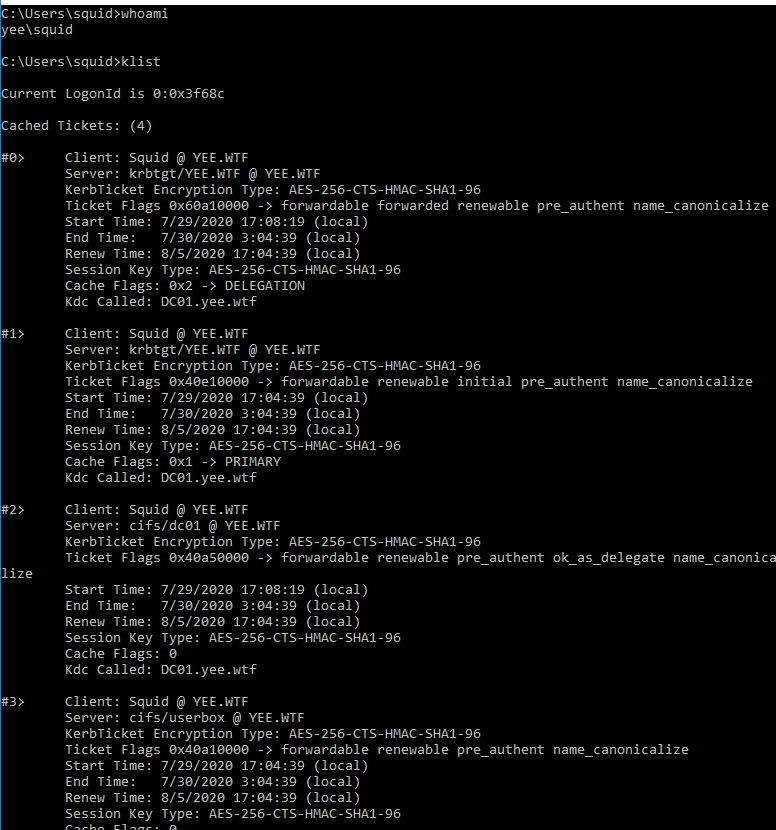 C:\Users\squid>whoami
yee\squid
C:\Users\squid>klist
Current LogonId is 0:0x3f68c
Cached Tickets: (4)
#0> Client: Squid @ YEE.WTF
Server: krbtgt/YEE.WTF @ YEE.WTF
KerbTicket Encryption Type: AES-256-CTS-HMAC-SHA1-96
Ticket Flags 0x60a10000 -> forwardable forwarded renewable pre_authent name_canonicalize
Start Time: 7/29/2020 17:08:19 (local)
End Time: 7/30/2020 3:04:39 (local)
Renew Time: 8/5/2020 17:04:39 (local)
Session Key Type: AES-256-CTS-HMAC-SHA1-96
Cache Flags: 0x2 -> DELEGATION
Kdc Called: DC01.yee.wtf
#1> Client: Squid @ YEE.WTF
Server: krbtgt/YEE.WTF @ YEE.WTF
KerbTicket Encryption Type: AES-256-CTS-HMAC-SHA1-96
Ticket Flags 0x40e10000 -> forwardable renewable initial pre_authent name_canonicalize
Start Time: 7/29/2020 17:04:39 (local)
End Time: 7/30/2020 3:04:39 (local)
Renew Time: 8/5/2020 17:04:39 (local)
Session Key Type: AES-256-CTS-HMAC-SHA1-96
Cache Flags: 0x1 -> PRIMARY
Kdc Called: DC01.yee.wtf
#2> Client: Squid @ YEE.WTF
Server: cifs/dc01 @ YEE.WTF
KerbTicket Encryption Type: AES-256-CTS-HMAC-SHA1-96
Ticket Flags 0x40a50000 -> forwardable renewable pre_authent ok_as_delegate name_canonica
lize
Start Time: 7/29/2020 17:08:19 (local)
End Time: 7/30/2020 3:04:39 (local)
Renew Time: 8/5/2020 17:04:39 (local)
Session Key Type: AES-256-CTS-HMAC-SHA1-96
Cache Flags: 0
Kdc Called: DC01.yee.wtf
#3> Client: Squid @ YEE.WTF
Server: cifs/userbox @ YEE.WTF
KerbTicket Encryption Type: AES-256-CTS-HMAC-SHA1-96
Ticket Flags 0x40a10000 -> forwardable renewable pre_authent name_canonicalize
Start Time: 7/29/2020 17:04:39 (local)
End Time: 7/30/2020 3:04:39 (local)
Renew Time: 8/5/2020 17:04:39 (local)
Session Key Type: AES-256-CTS-HMAC-SHA1-96
Cache Flags: 0